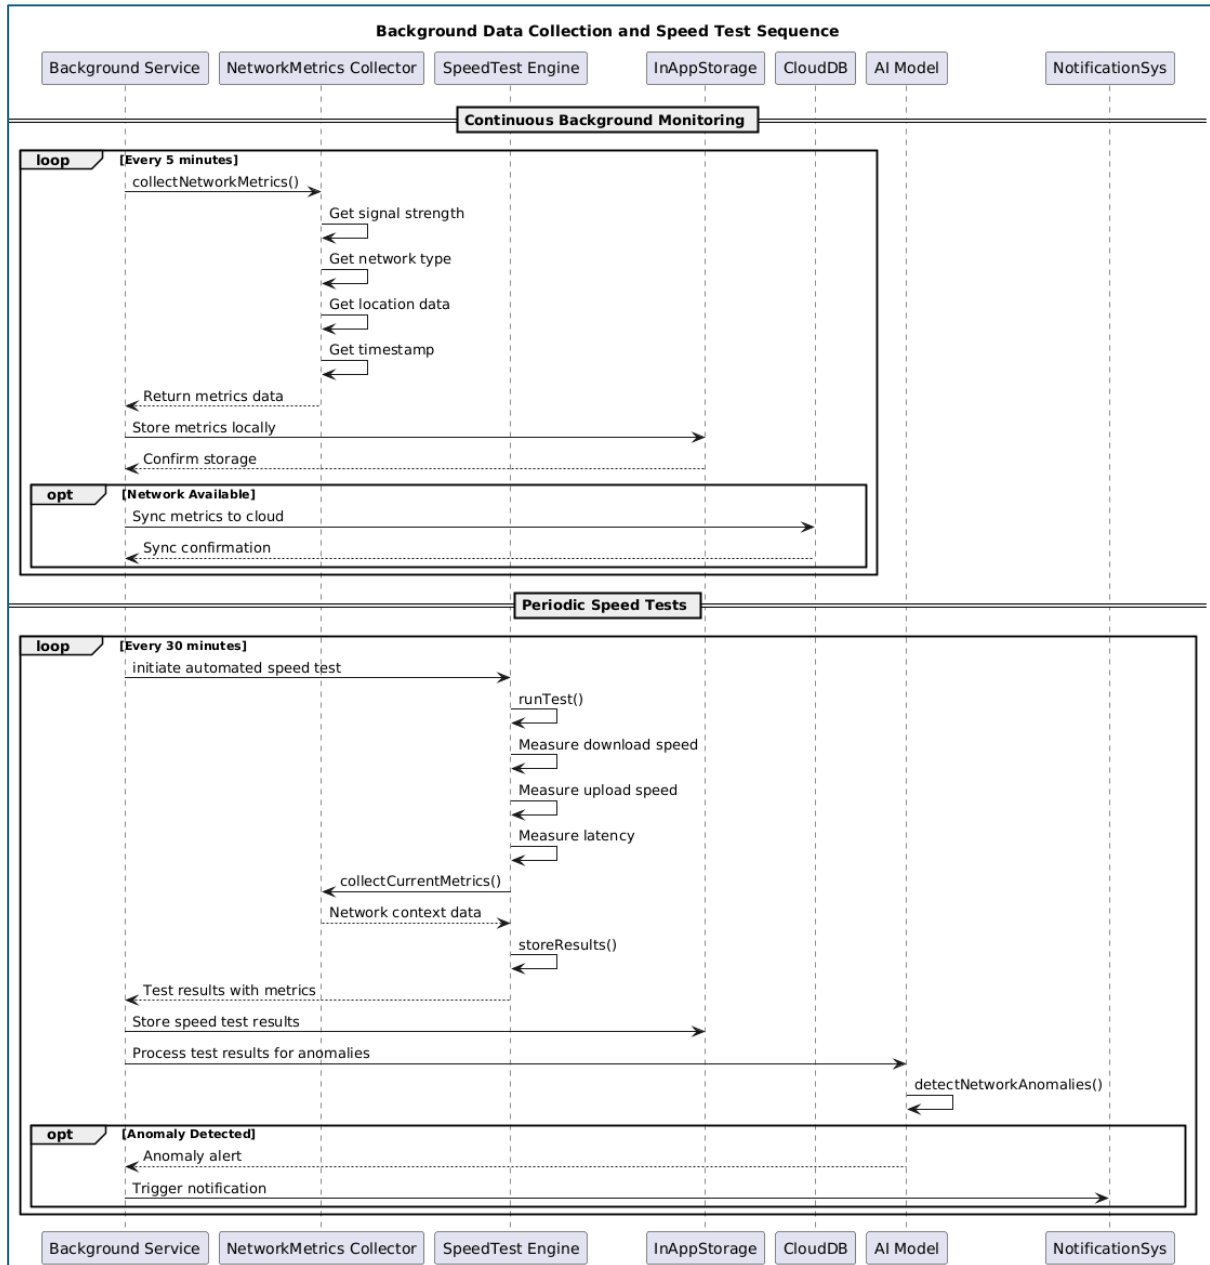 Background Data Collection and Speed Test Sequence
Background Service NetworkMetrics Collector SpeedTest Engine InAppStorage CloudDB AI Model NotificationSys
Continuous Background Monitoring
loop [Every 5 minutes]
collectNetworkMetrics()
Get signal strength
Get network type
Get location data
Get timestamp
Return metrics data
Store metrics locally
Confirm storage
opt [Network Available]
Sync metrics to cloud
Sync confirmation
Periodic Speed Tests
loop [Every 30 minutes]
initiate automated speed test
runTest()
Measure download speed
Measure upload speed
Measure latency
collectCurrentMetrics()
Network context data
storeResults()
Test results with metrics
Store speed test results
Process test results for anomalies
detectNetworkAnomalies()
opt [Anomaly Detected]
Anomaly alert
Trigger notification
Background Service NetworkMetrics Collector SpeedTest Engine InAppStorage CloudDB AI Model NotificationSys